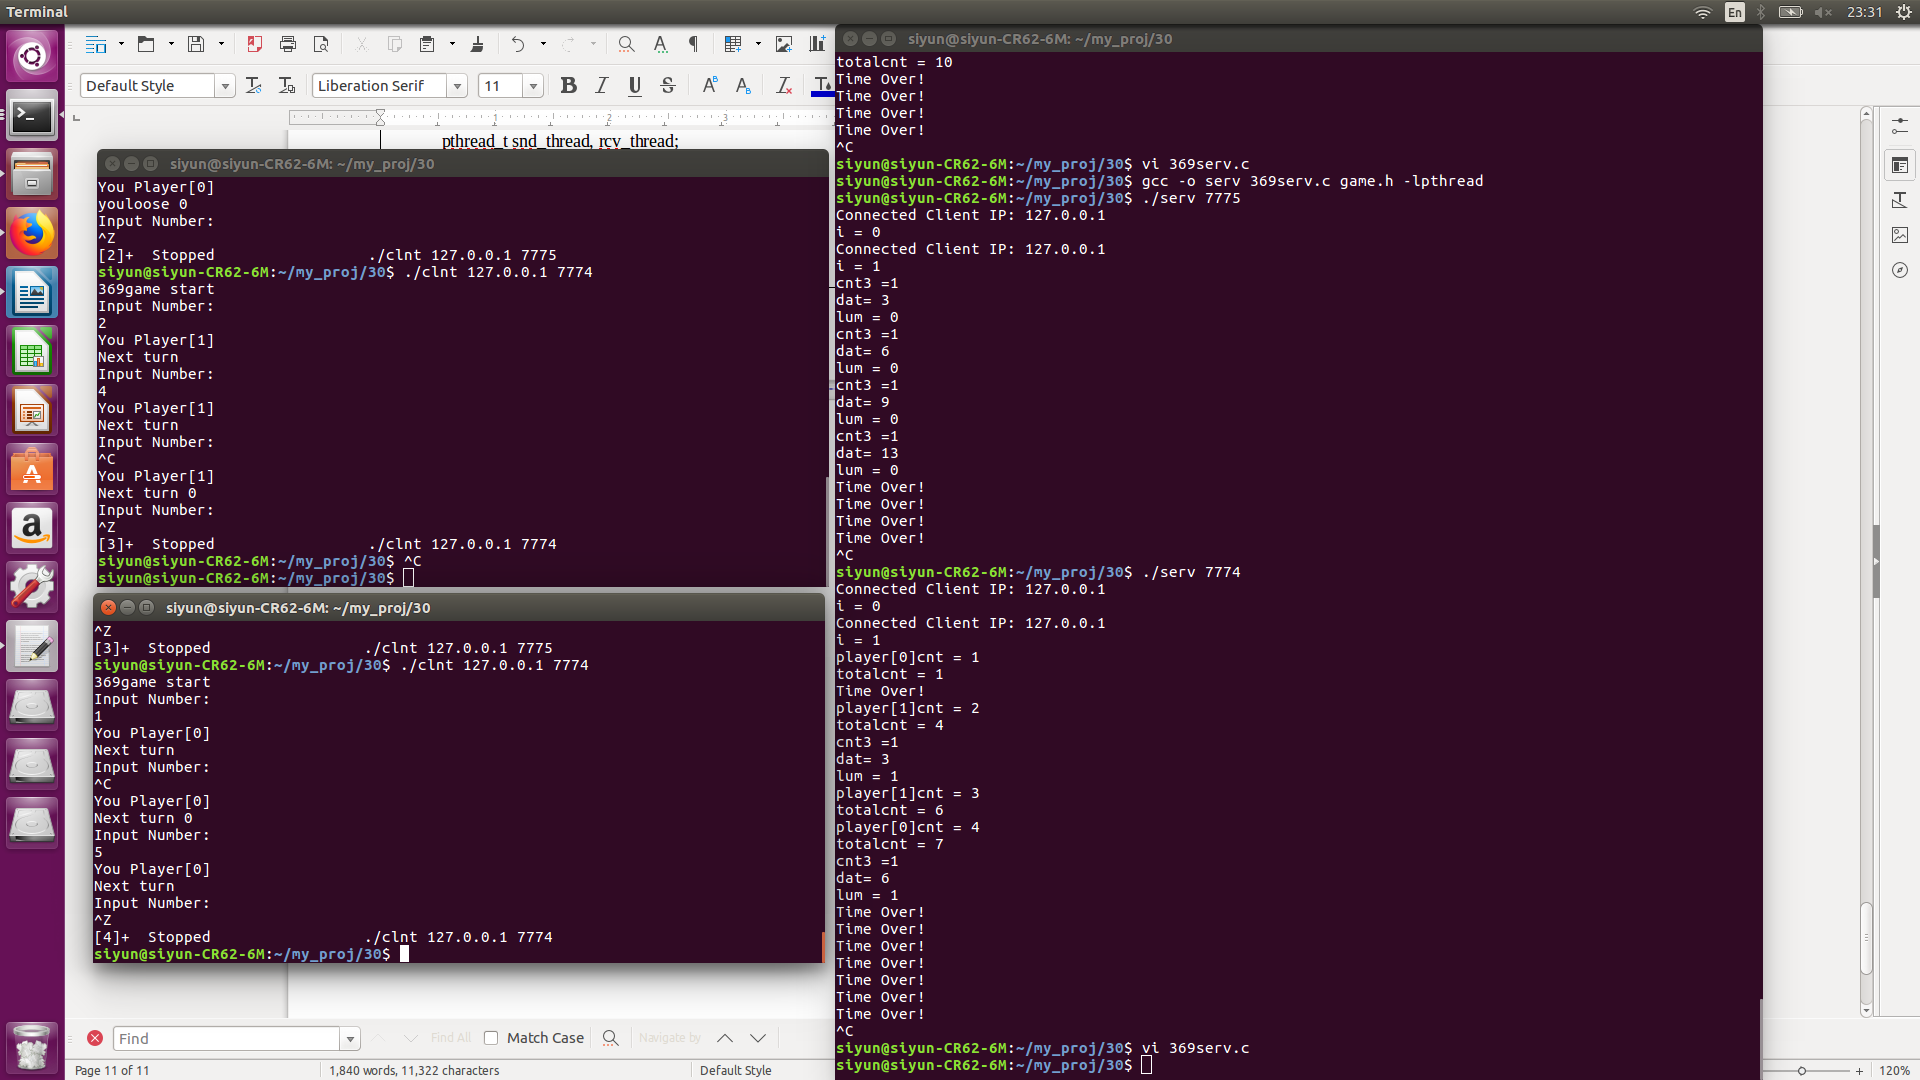 Terminal
En
23:31
Default Style
Liberation Serif
11
1
2
3
pthread_t snd_thread, rcv_thread;
siyun@siyun-CR62-6M: ~/my_proj/30
You Player[0]
youloose 0
Input Number:
^Z
[2]+  Stopped                 ./clnt 127.0.0.1 7775
siyun@siyun-CR62-6M:~/my_proj/30$ ./clnt 127.0.0.1 7774
369game start
Input Number:
2
You Player[1]
Next turn
Input Number:
4
You Player[1]
Next turn
Input Number:
^C
You Player[1]
Next turn 0
Input Number:
^Z
[3]+  Stopped                 ./clnt 127.0.0.1 7774
siyun@siyun-CR62-6M:~/my_proj/30$ ^C
siyun@siyun-CR62-6M:~/my_proj/30$
siyun@siyun-CR62-6M: ~/my_proj/30
^Z
[3]+  Stopped                 ./clnt 127.0.0.1 7775
siyun@siyun-CR62-6M:~/my_proj/30$ ./clnt 127.0.0.1 7774
369game start
Input Number:
1
You Player[0]
Next turn
Input Number:
^C
You Player[0]
Next turn 0
Input Number:
5
You Player[0]
Next turn
Input Number:
^Z
[4]+  Stopped                 ./clnt 127.0.0.1 7774
siyun@siyun-CR62-6M:~/my_proj/30$
siyun@siyun-CR62-6M: ~/my_proj/30
totalcnt = 10
Time Over!
Time Over!
Time Over!
Time Over!
^C
siyun@siyun-CR62-6M:~/my_proj/30$ vi 369serv.c
siyun@siyun-CR62-6M:~/my_proj/30$ gcc -o serv 369serv.c game.h -lpthread
siyun@siyun-CR62-6M:~/my_proj/30$ ./serv 7775
Connected Client IP: 127.0.0.1
i = 0
Connected Client IP: 127.0.0.1
i = 1
cnt3 =1
dat= 3
lum = 0
cnt3 =1
dat= 6
lum = 0
cnt3 =1
dat= 9
lum = 0
cnt3 =1
dat= 13
lum = 0
Time Over!
Time Over!
Time Over!
Time Over!
^C
siyun@siyun-CR62-6M:~/my_proj/30$ ./serv 7774
Connected Client IP: 127.0.0.1
i = 0
Connected Client IP: 127.0.0.1
i = 1
player[0]cnt = 1
totalcnt = 1
Time Over!
player[1]cnt = 2
totalcnt = 4
cnt3 =1
dat= 3
lum = 1
player[1]cnt = 3
totalcnt = 6
player[0]cnt = 4
totalcnt = 7
cnt3 =1
dat= 6
lum = 1
Time Over!
Time Over!
Time Over!
Time Over!
Time Over!
Time Over!
Time Over!
^C
siyun@siyun-CR62-6M:~/my_proj/30$ vi 369serv.c
siyun@siyun-CR62-6M:~/my_proj/30$
Find
Find All
Match Case
Navigate by
Page 11 of 11
1,840 words, 11,322 characters
Default Style
120%